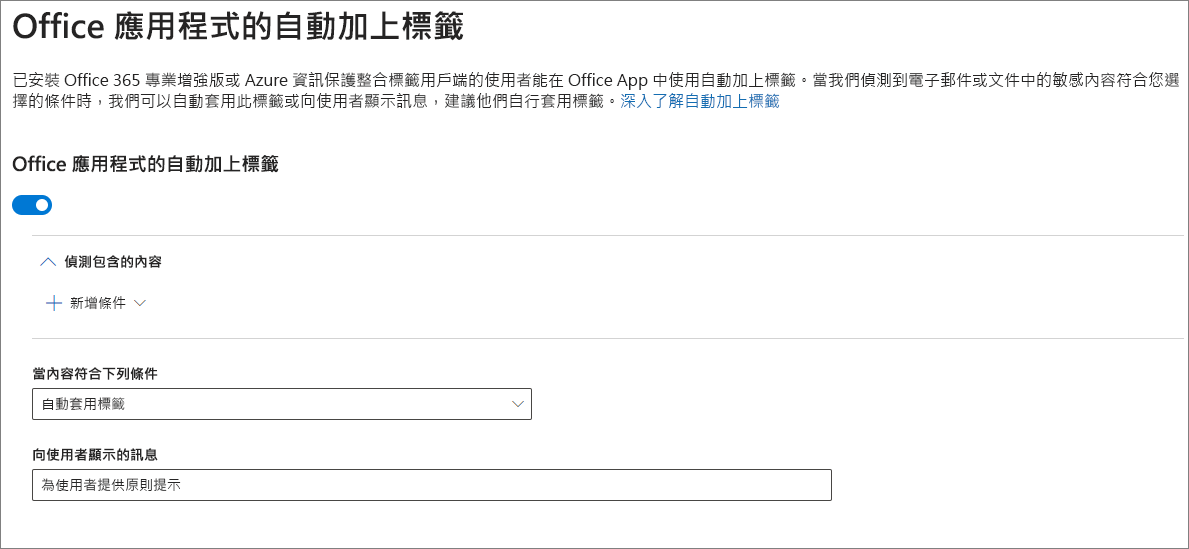 Office 應用程式的自動加上標籤
已安裝 Office 365 專業增強版或 Azure 資訊保護整合標籤用戶端的使用者能在 Office App 中使用自動加上標籤。當我們偵測到電子郵件或文件中的敏感內容符合您選
擇的條件時，我們可以自動套用此標籤或向使用者顯示訊息，建議他們自行套用標籤。深入了解自動加上標籤
Office 應用程式的自動加上標籤
偵測包含的內容
新增條件
當內容符合下列條件
自動套用標籤
向使用者顯示的訊息
為使用者提供原則提示